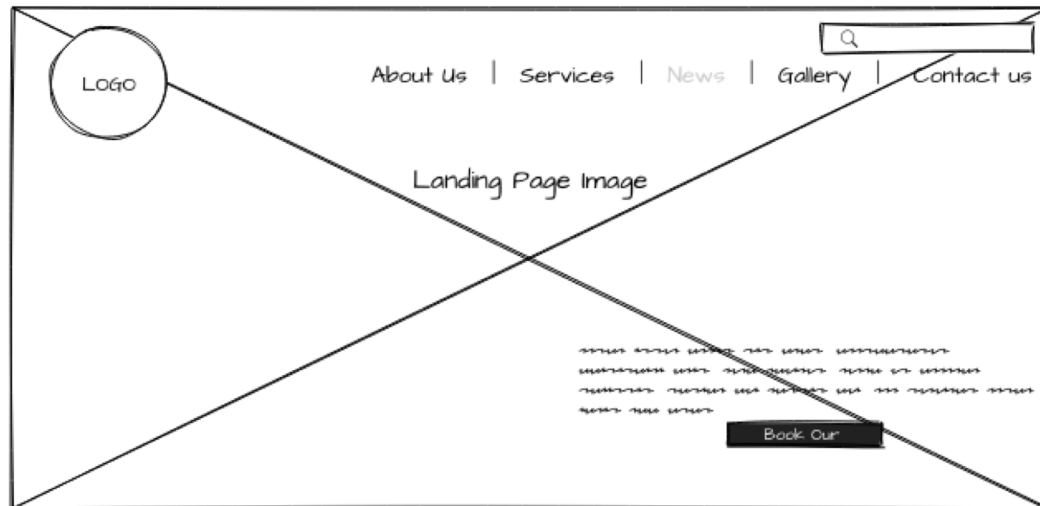 LOGO
About Us | Services | News | Gallery | Contact us
Landing Page Image
Book Our